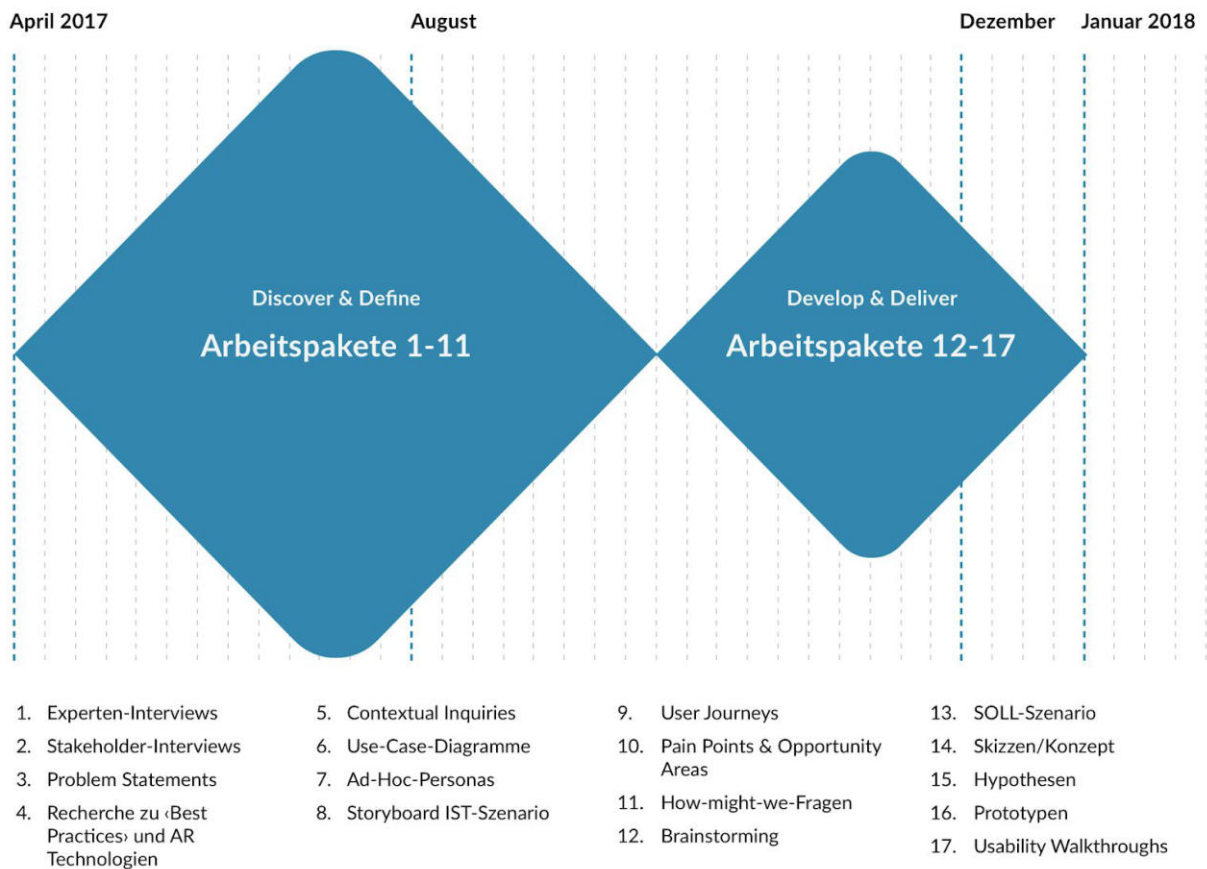 April 2017
August
Dezember
Januar 2018
Discover & Define
Arbeitspakete 1-11
Develop & Deliver
Arbeitspakete 12-17
1. Experten-Interviews
2. Stakeholder-Interviews
3. Problem Statements
4. Recherche zu ‹Best
Practices› und AR
Technologien
5. Contextual Inquiries
6. Use-Case-Diagramme
7. Ad-Hoc-Personas
8. Storyboard IST-Szenario
9. User Journeys
10. Pain Points & Opportunity
Areas
11. How-might-we-Fragen
12. Brainstorming
13. SOLL-Szenario
14. Skizzen/Konzept
15. Hypothesen
16. Prototypen
17. Usability Walkthroughs